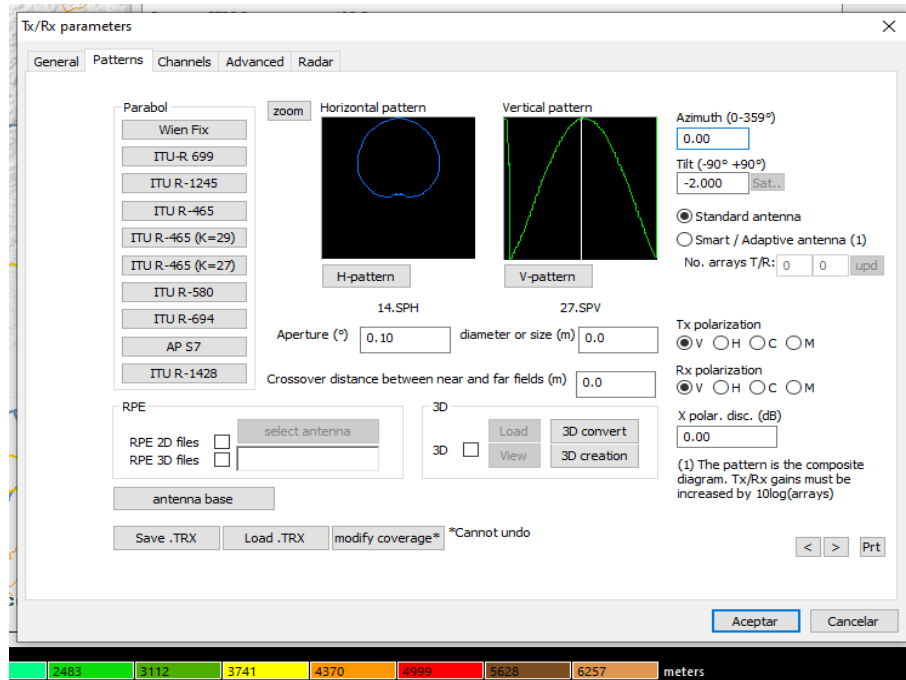 Tx/Rx parameters
General Patterns Channels Advanced Radar
Parabol
Wien Fix
ITU-R 699
ITU R-1245
ITU R-465
ITU R-465 (K=29)
ITU R-465 (K=27)
ITU R-580
ITU R-694
AP S7
ITU R-1428
zoom
Horizontal pattern
Vertical pattern
H-pattern
V-pattern
14.SPH
27.SPV
Aperture (°) 0.10
diameter or size (m) 0.0
Crossover distance between near and far fields (m) 0.0
Azimuth (0-359°)
0.00
Tilt (-90° +90°)
-2.000 Sat..
Standard antenna
Smart / Adaptive antenna (1)
No. arrays T/R: 0 0 upd
Tx polarization
V H C M
Rx polarization
V H C M
X polar. disc. (dB)
0.00
(1) The pattern is the composite
diagram. Tx/Rx gains must be
increased by 10log(arrays)
RPE
select antenna
RPE 2D files
RPE 3D files
3D
3D
Load 3D convert
View 3D creation
antenna base
Save .TRX Load .TRX modify coverage* *Cannot undo
< > Prt
Aceptar Cancelar
2483 3112 3741 4370 4999 5628 6257 meters